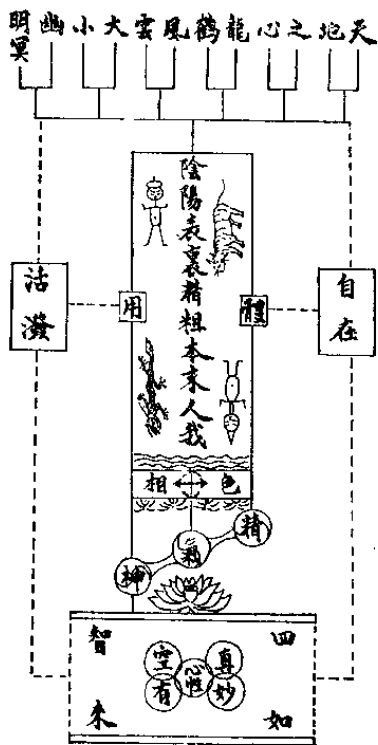 天地之心龍鶴風雲大小幽明
冥
自在
活潑
體
用
陰陽表裏精粗本末人我
色相
精
氣
神
四智
真空
心性
妙有
如來